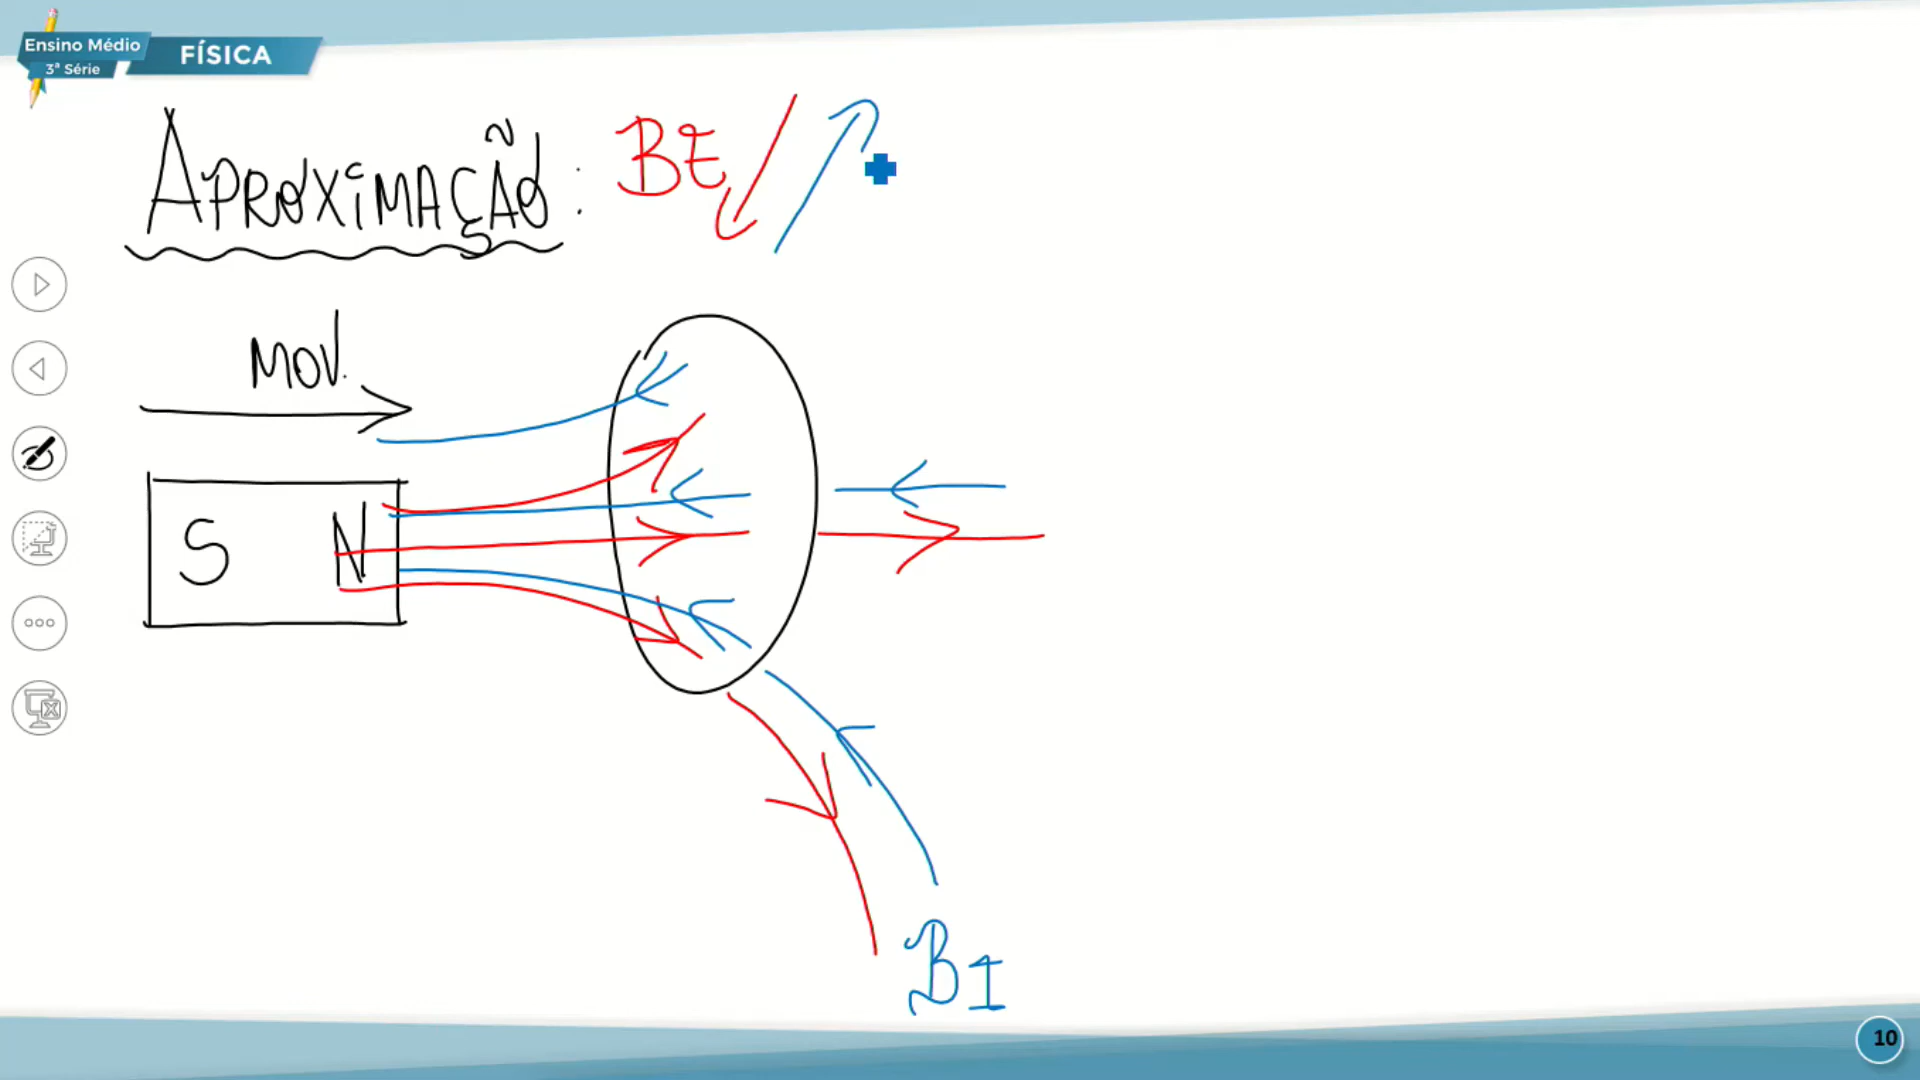 Ensino Médio
3ª Série
FÍSICA
APROXIMAÇÃO: BE
MOV.
S N
BI
10